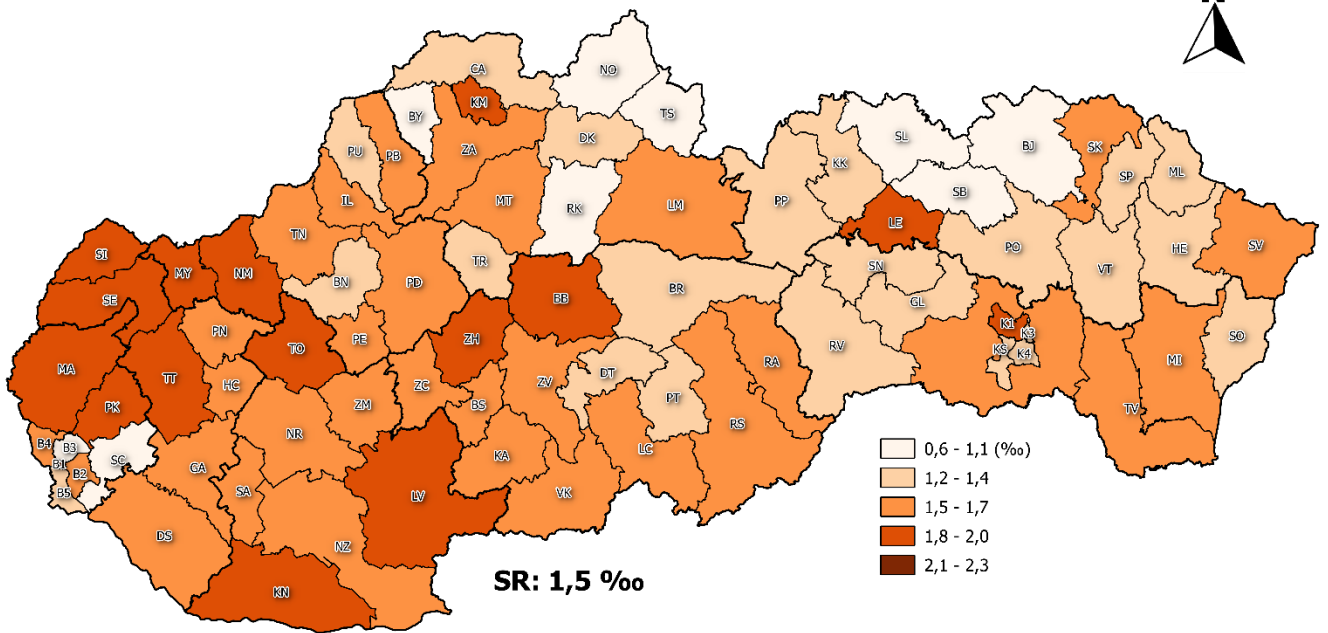 CA
NO
KM
TS
BY
DK
PU
PB
ZA
SL
BJ
SK
KK
SP
ML
IL
MT
RK
LM
PP
LE
SB
TN
PO
HE
SV
SI
MY
NM
BN
PD
TR
BB
BR
SN
VT
SE
GL
PN
TO
PE
ZH
K1
K3
KS
K4
SO
MA
TT
HC
ZC
ZV
DT
RA
RV
MI
PK
ZM
BS
PT
RS
TV
B4
B3
SC
NR
B1
B2
GA
KA
LC
B5
SA
LV
VK
DS
NZ
KN
0,6 - 1,1 (‰)
1,2 - 1,4
1,5 - 1,7
1,8 - 2,0
2,1 - 2,3
SR: 1,5 ‰